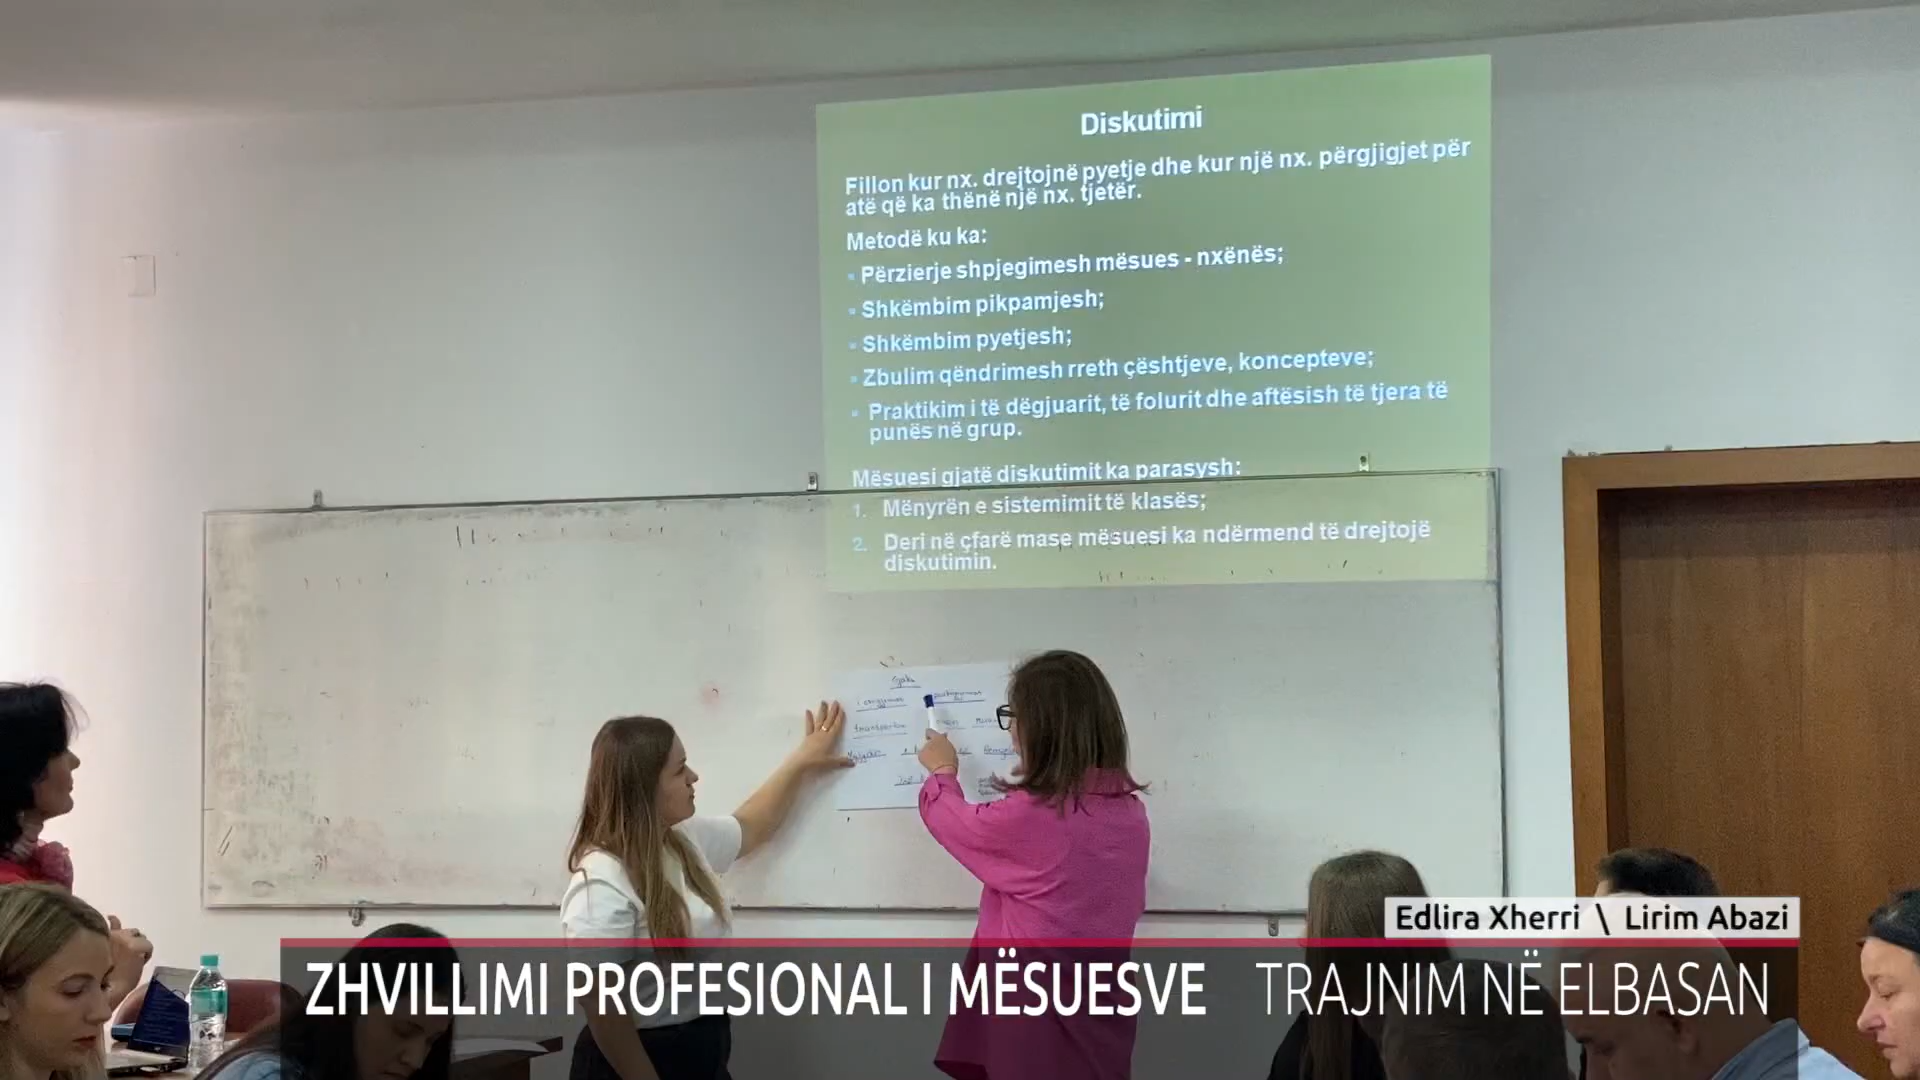 Diskutimi
Fillon kur nx. drejtojnë pyetje dhe kur një nx. përgjigjet për
atë që ka thënë një nx. tjetër.
Metodë ku ka:
▪ Përzierje shpjegimesh mësues - nxënës;
▪ Shkëmbim pikpamjesh;
▪ Shkëmbim pyetjesh;
▪ Zbulim qëndrimesh rreth çështjeve, koncepteve;
▪ Praktikim i të dëgjuarit, të folurit dhe aftësish të tjera të
punës në grup.
Mësuesi gjatë diskutimit ka parasysh:
1. Mënyrën e sistemimit të klasës;
2. Deri në çfarë mase mësuesi ka ndërmend të drejtojë
diskutimin.
Gjaku
Edlira Xherri \ Lirim Abazi
ZHVILLIMI PROFESIONAL I MËSUESVE TRAJNIM NË ELBASAN